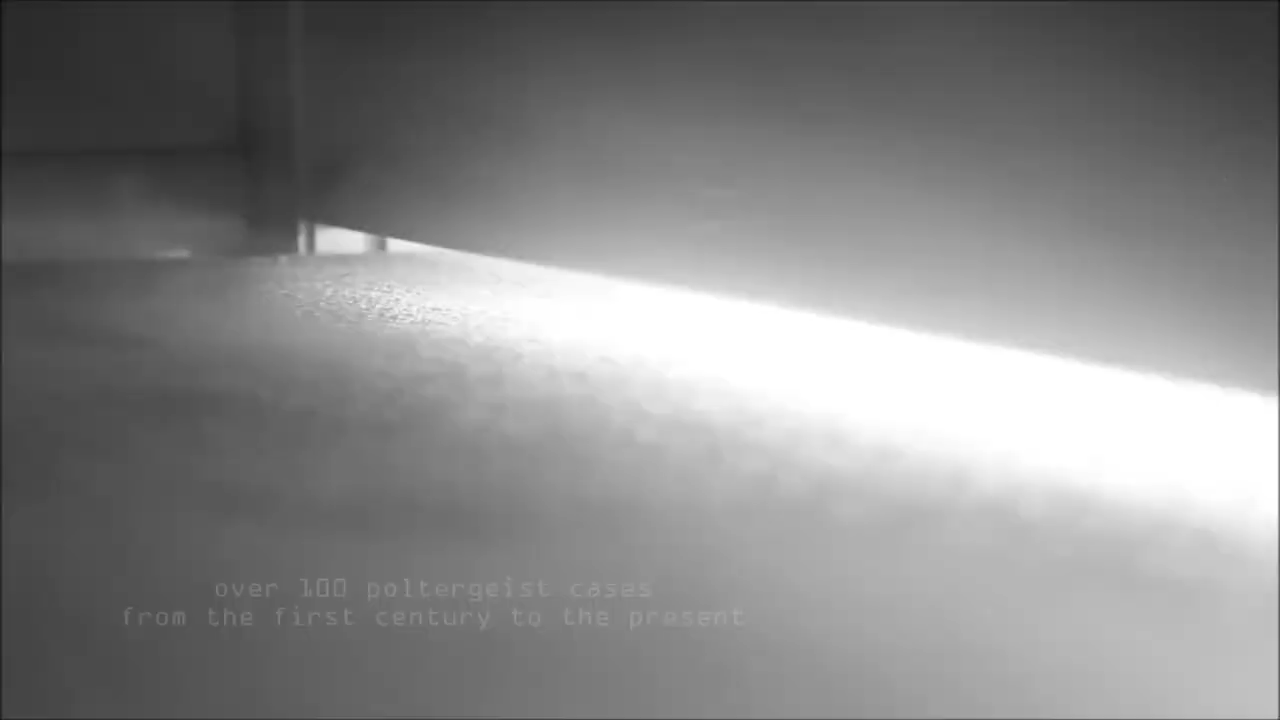 over 100 poltergeist cases
from the first century to the present